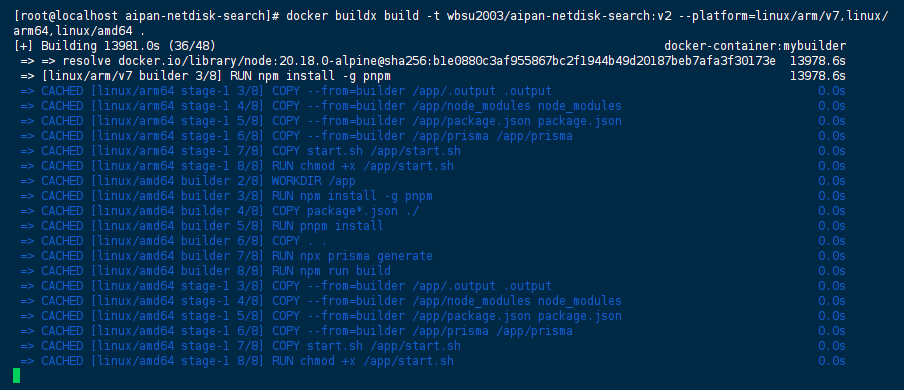 [root@localhost aipan-netdisk-search]# docker buildx build -t wbsu2003/aipan-netdisk-search:v2 --platform=linux/arm/v7,linux/
arm64,linux/amd64 .
[+] Building 13981.0s (36/48) docker-container:mybuilder
=> => resolve docker.io/library/node:20.18.0-alpine@sha256:b1e0880c3af955867bc2f1944b49d20187beb7afa3f30173e 13978.6s
=> [linux/arm/v7 builder 3/8] RUN npm install -g pnpm 13978.6s
=> CACHED [linux/arm64 stage-1 3/8] COPY --from=builder /app/.output .output 0.0s
=> CACHED [linux/arm64 stage-1 4/8] COPY --from=builder /app/node_modules node_modules 0.0s
=> CACHED [linux/arm64 stage-1 5/8] COPY --from=builder /app/package.json package.json 0.0s
=> CACHED [linux/arm64 stage-1 6/8] COPY --from=builder /app/prisma /app/prisma 0.0s
=> CACHED [linux/arm64 stage-1 7/8] COPY start.sh /app/start.sh 0.0s
=> CACHED [linux/arm64 stage-1 8/8] RUN chmod +x /app/start.sh 0.0s
=> CACHED [linux/amd64 builder 2/8] WORKDIR /app 0.0s
=> CACHED [linux/amd64 builder 3/8] RUN npm install -g pnpm 0.0s
=> CACHED [linux/amd64 builder 4/8] COPY package*.json ./ 0.0s
=> CACHED [linux/amd64 builder 5/8] RUN pnpm install 0.0s
=> CACHED [linux/amd64 builder 6/8] COPY . . 0.0s
=> CACHED [linux/amd64 builder 7/8] RUN npx prisma generate 0.0s
=> CACHED [linux/amd64 builder 8/8] RUN npm run build 0.0s
=> CACHED [linux/amd64 stage-1 3/8] COPY --from=builder /app/.output .output 0.0s
=> CACHED [linux/amd64 stage-1 4/8] COPY --from=builder /app/node_modules node_modules 0.0s
=> CACHED [linux/amd64 stage-1 5/8] COPY --from=builder /app/package.json package.json 0.0s
=> CACHED [linux/amd64 stage-1 6/8] COPY --from=builder /app/prisma /app/prisma 0.0s
=> CACHED [linux/amd64 stage-1 7/8] COPY start.sh /app/start.sh 0.0s
=> CACHED [linux/amd64 stage-1 8/8] RUN chmod +x /app/start.sh 0.0s